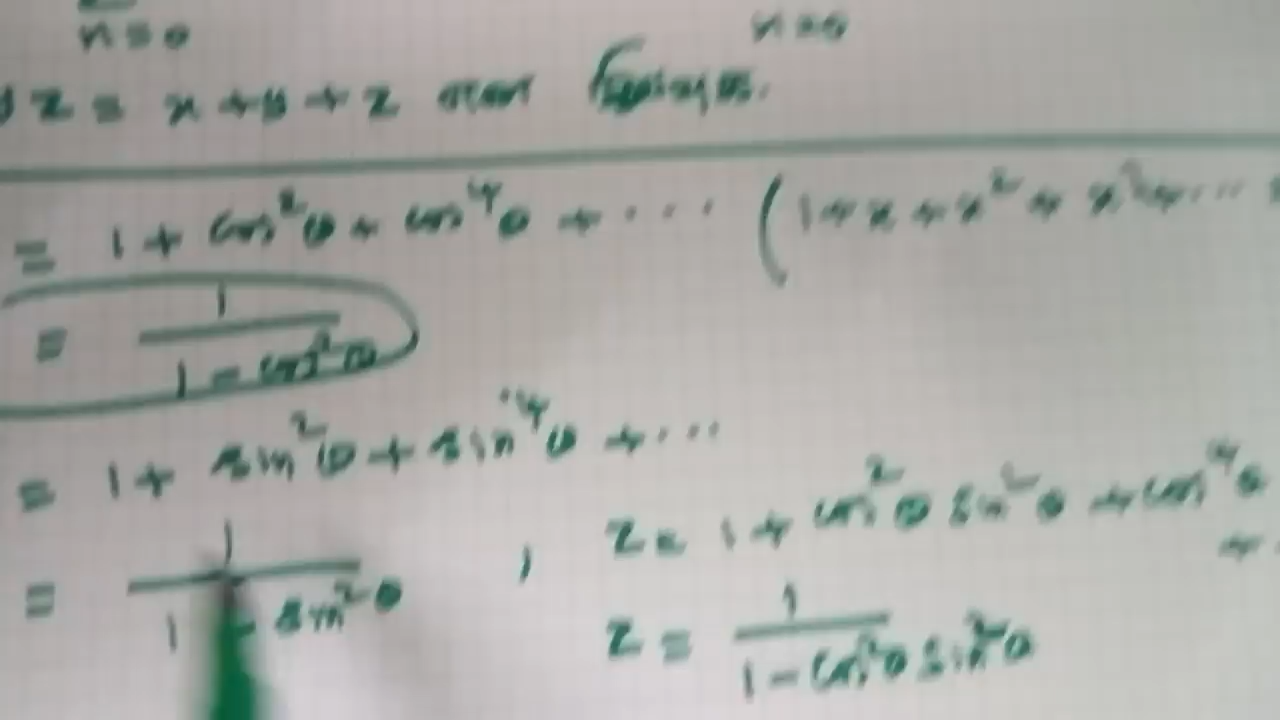 n=0 n=0
z = x+y+z
= 1 + cos²θ + cos⁴θ + ... (1+x+x²+x³+...
= 1/(1-cos²θ)
= 1 + sin²θ + sin⁴θ + ...
= 1/(1-sin²θ) , z = 1 + cos²θ sin²θ + cos⁴θ
+
z = 1/(1-cos²θ sin²θ)